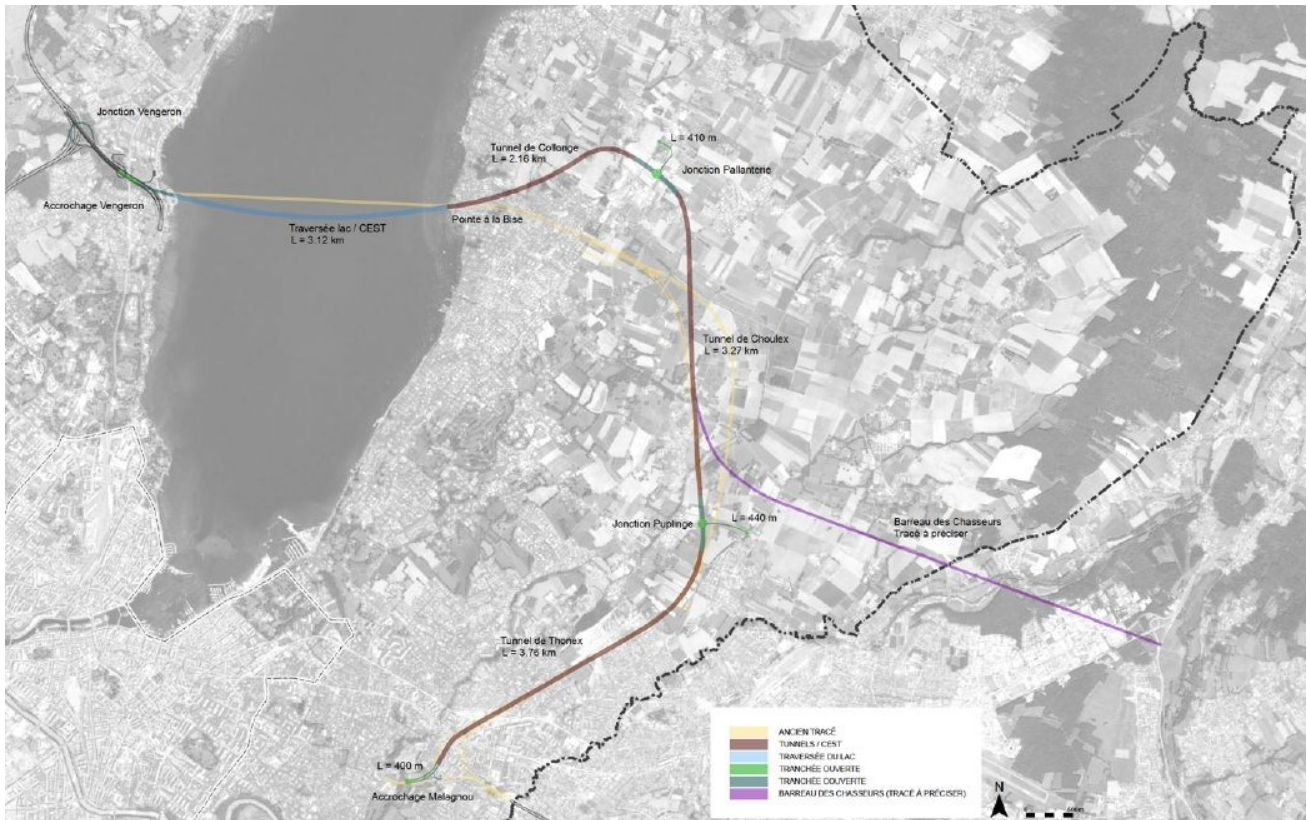 Jonction Vengeron
Accrochage Vengeron
Traversée lac / CEST
L = 3.12 km
Pointe à la Bise
Tunnel de Collonge
L = 2.16 km
L = 410 m
Jonction Pallanterie
Tunnel de Choulex
L = 3.27 km
Jonction Puplinge
L = 440 m
Barreau des Chasseurs
Tracé à préciser
Tunnel de Thonex
L = 3.76 km
L = 400 m
Accrochage Malagnou
ANCIEN TRACÉ
TUNNELS / CEST
TRAVERSÉE DU LAC
TRANCHÉE OUVERTE
TRANCHÉE COUVERTE
BARREAU DES CHASSEURS (TRACÉ À PRÉCISER)
N